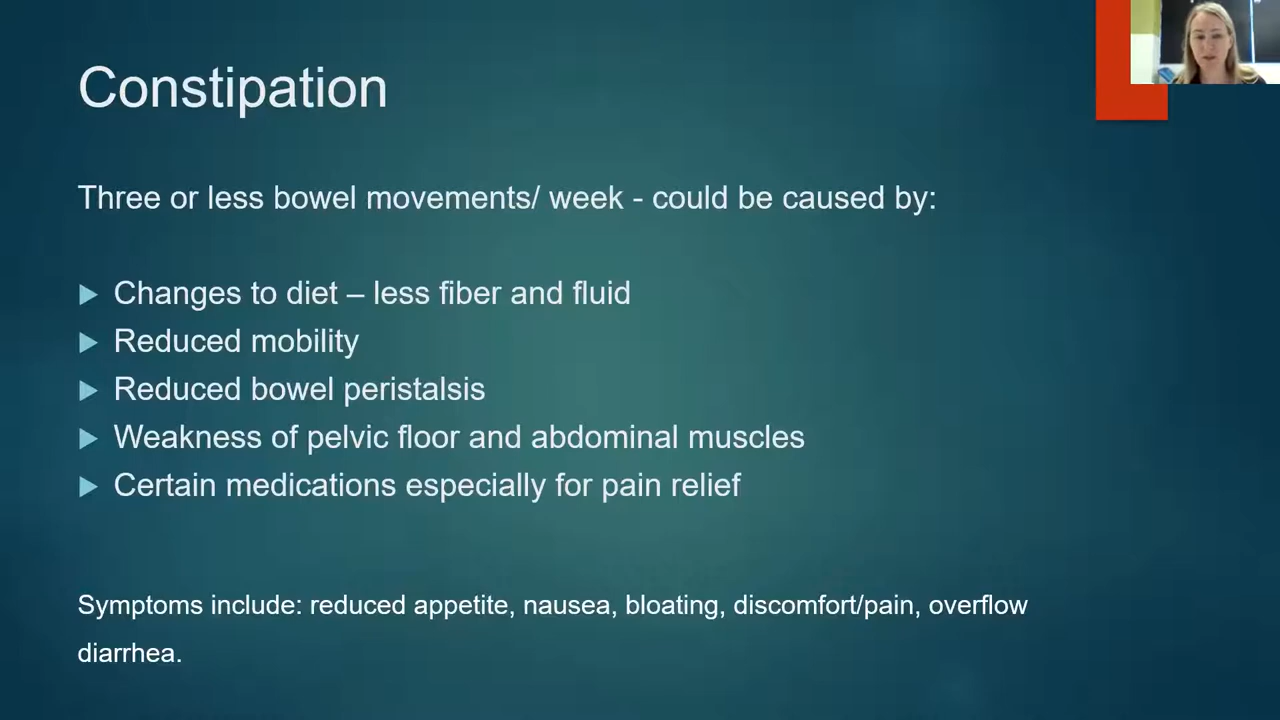 Constipation
Three or less bowel movements/ week - could be caused by:
Changes to diet – less fiber and fluid
Reduced mobility
Reduced bowel peristalsis
Weakness of pelvic floor and abdominal muscles
Certain medications especially for pain relief
Symptoms include: reduced appetite, nausea, bloating, discomfort/pain, overflow
diarrhea.